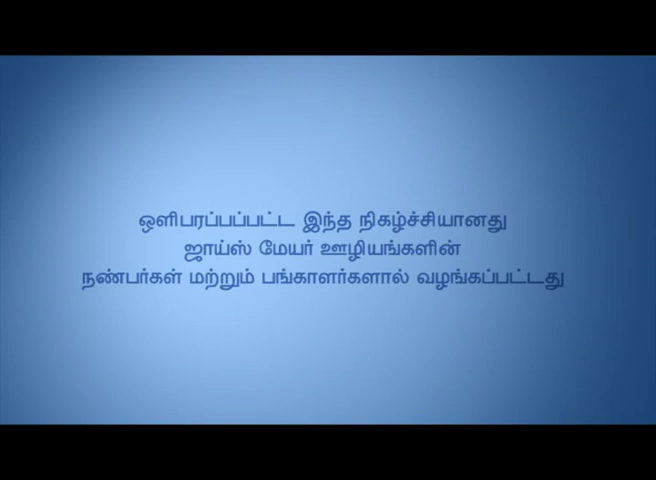 ஒளிபரப்பப்பட்ட இந்த நிகழ்ச்சியானது
ஜாய்ஸ் மேயர் ஊழியங்களின்
நண்பர்கள் மற்றும் பங்காளர்களால் வழங்கப்பட்டது